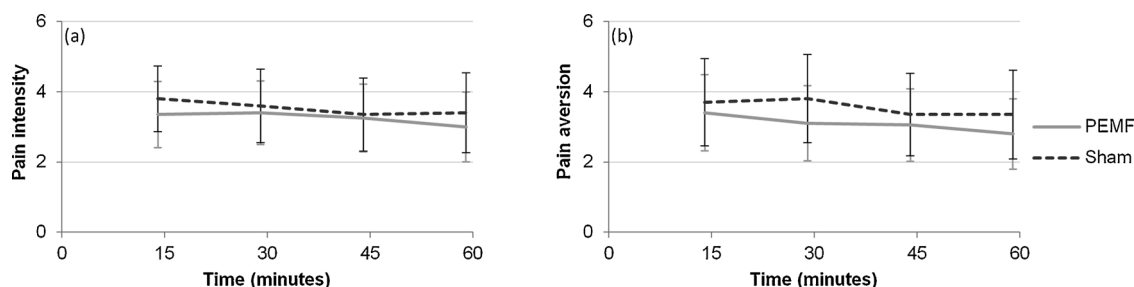 (a)
Pain intensity
6
4
2
0
0 15 30 45 60
Time (minutes)
(b)
Pain aversion
6
4
2
0
0 15 30 45 60
Time (minutes)
PEMF
Sham